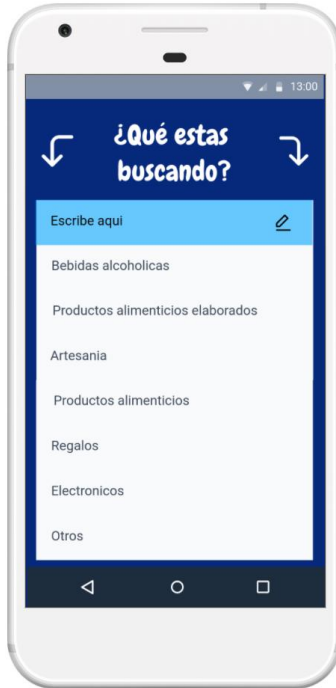 13:00
¿Qué estas
buscando?
Escribe aqui
Bebidas alcoholicas
Productos alimenticios elaborados
Artesania
Productos alimenticios
Regalos
Electronicos
Otros